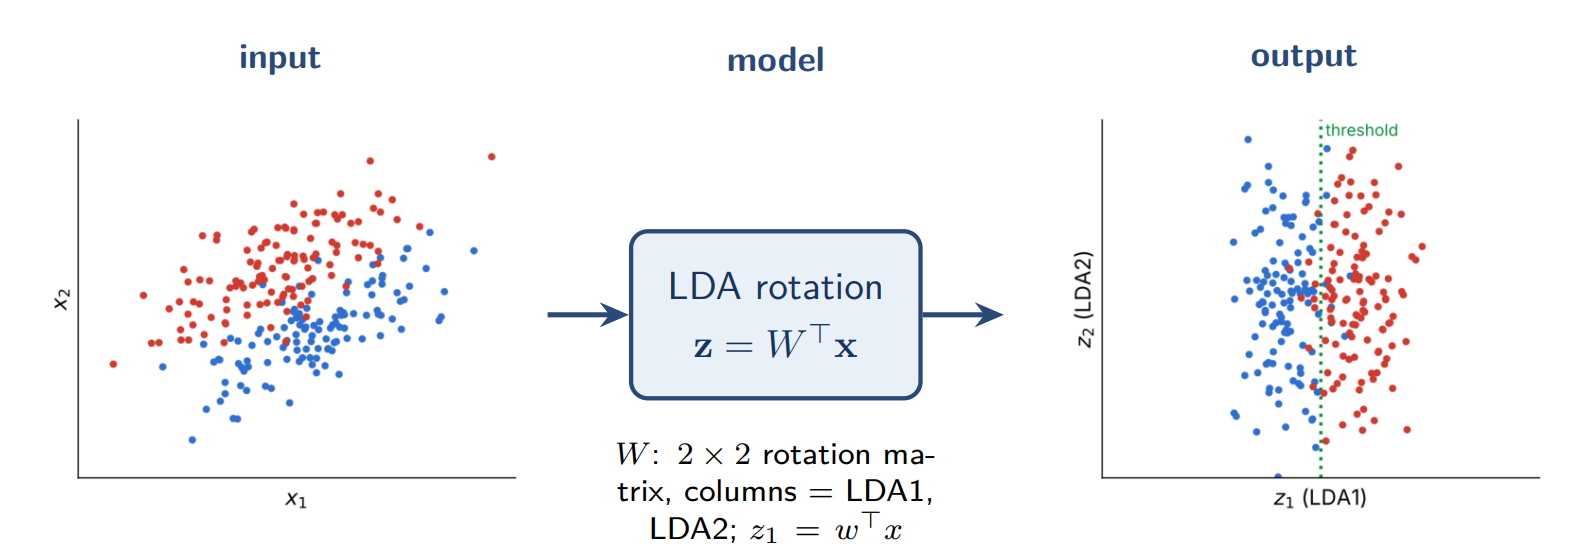 input
model
output
x₂
x₁
LDA rotation
𝐳 = W⊤𝐱
W: 2 × 2 rotation ma-
trix, columns = LDA1,
LDA2; z₁ = w⊤x
threshold
z₂ (LDA2)
z₁ (LDA1)